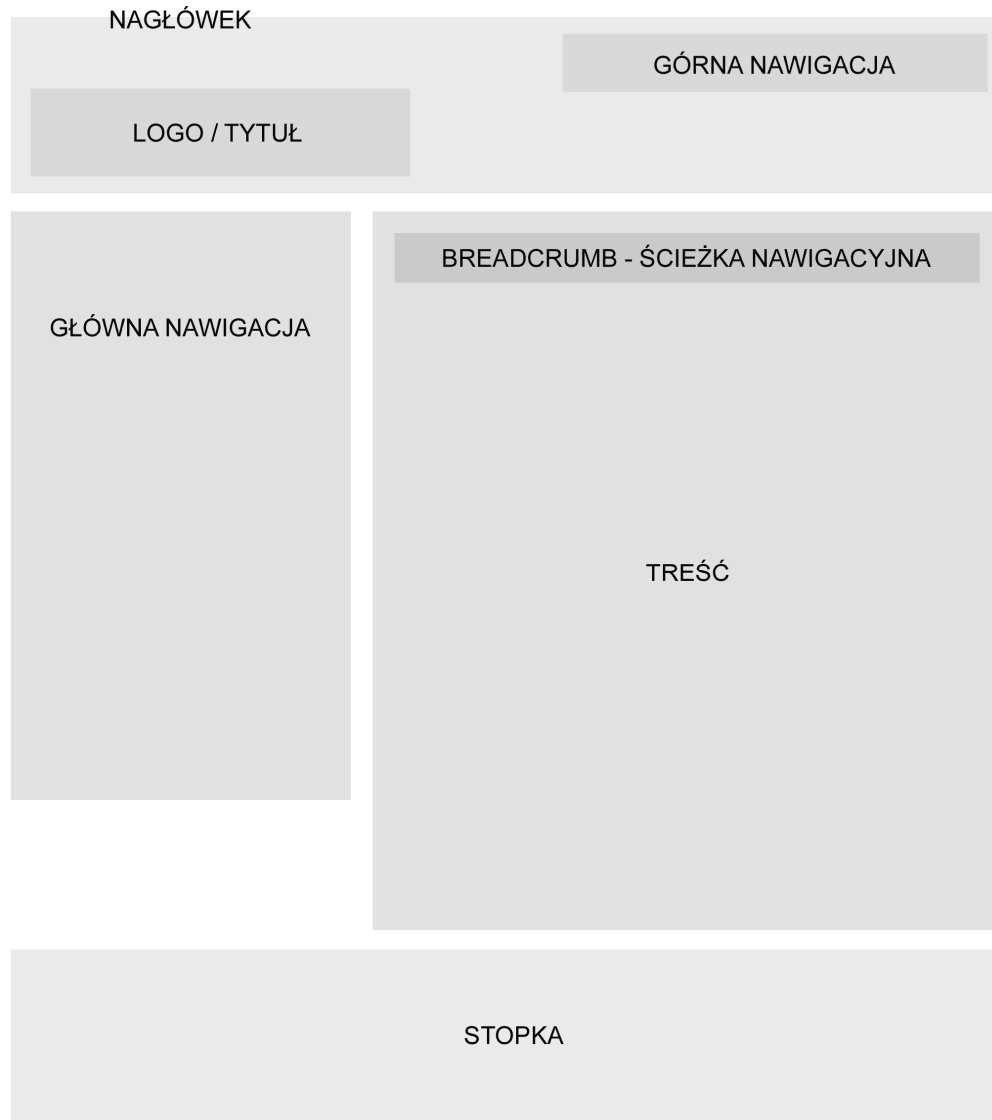 NAGŁÓWEK
GÓRNA NAWIGACJA
LOGO / TYTUŁ
BREADCRUMB - ŚCIEŻKA NAWIGACYJNA
GŁÓWNA NAWIGACJA
TREŚĆ
STOPKA